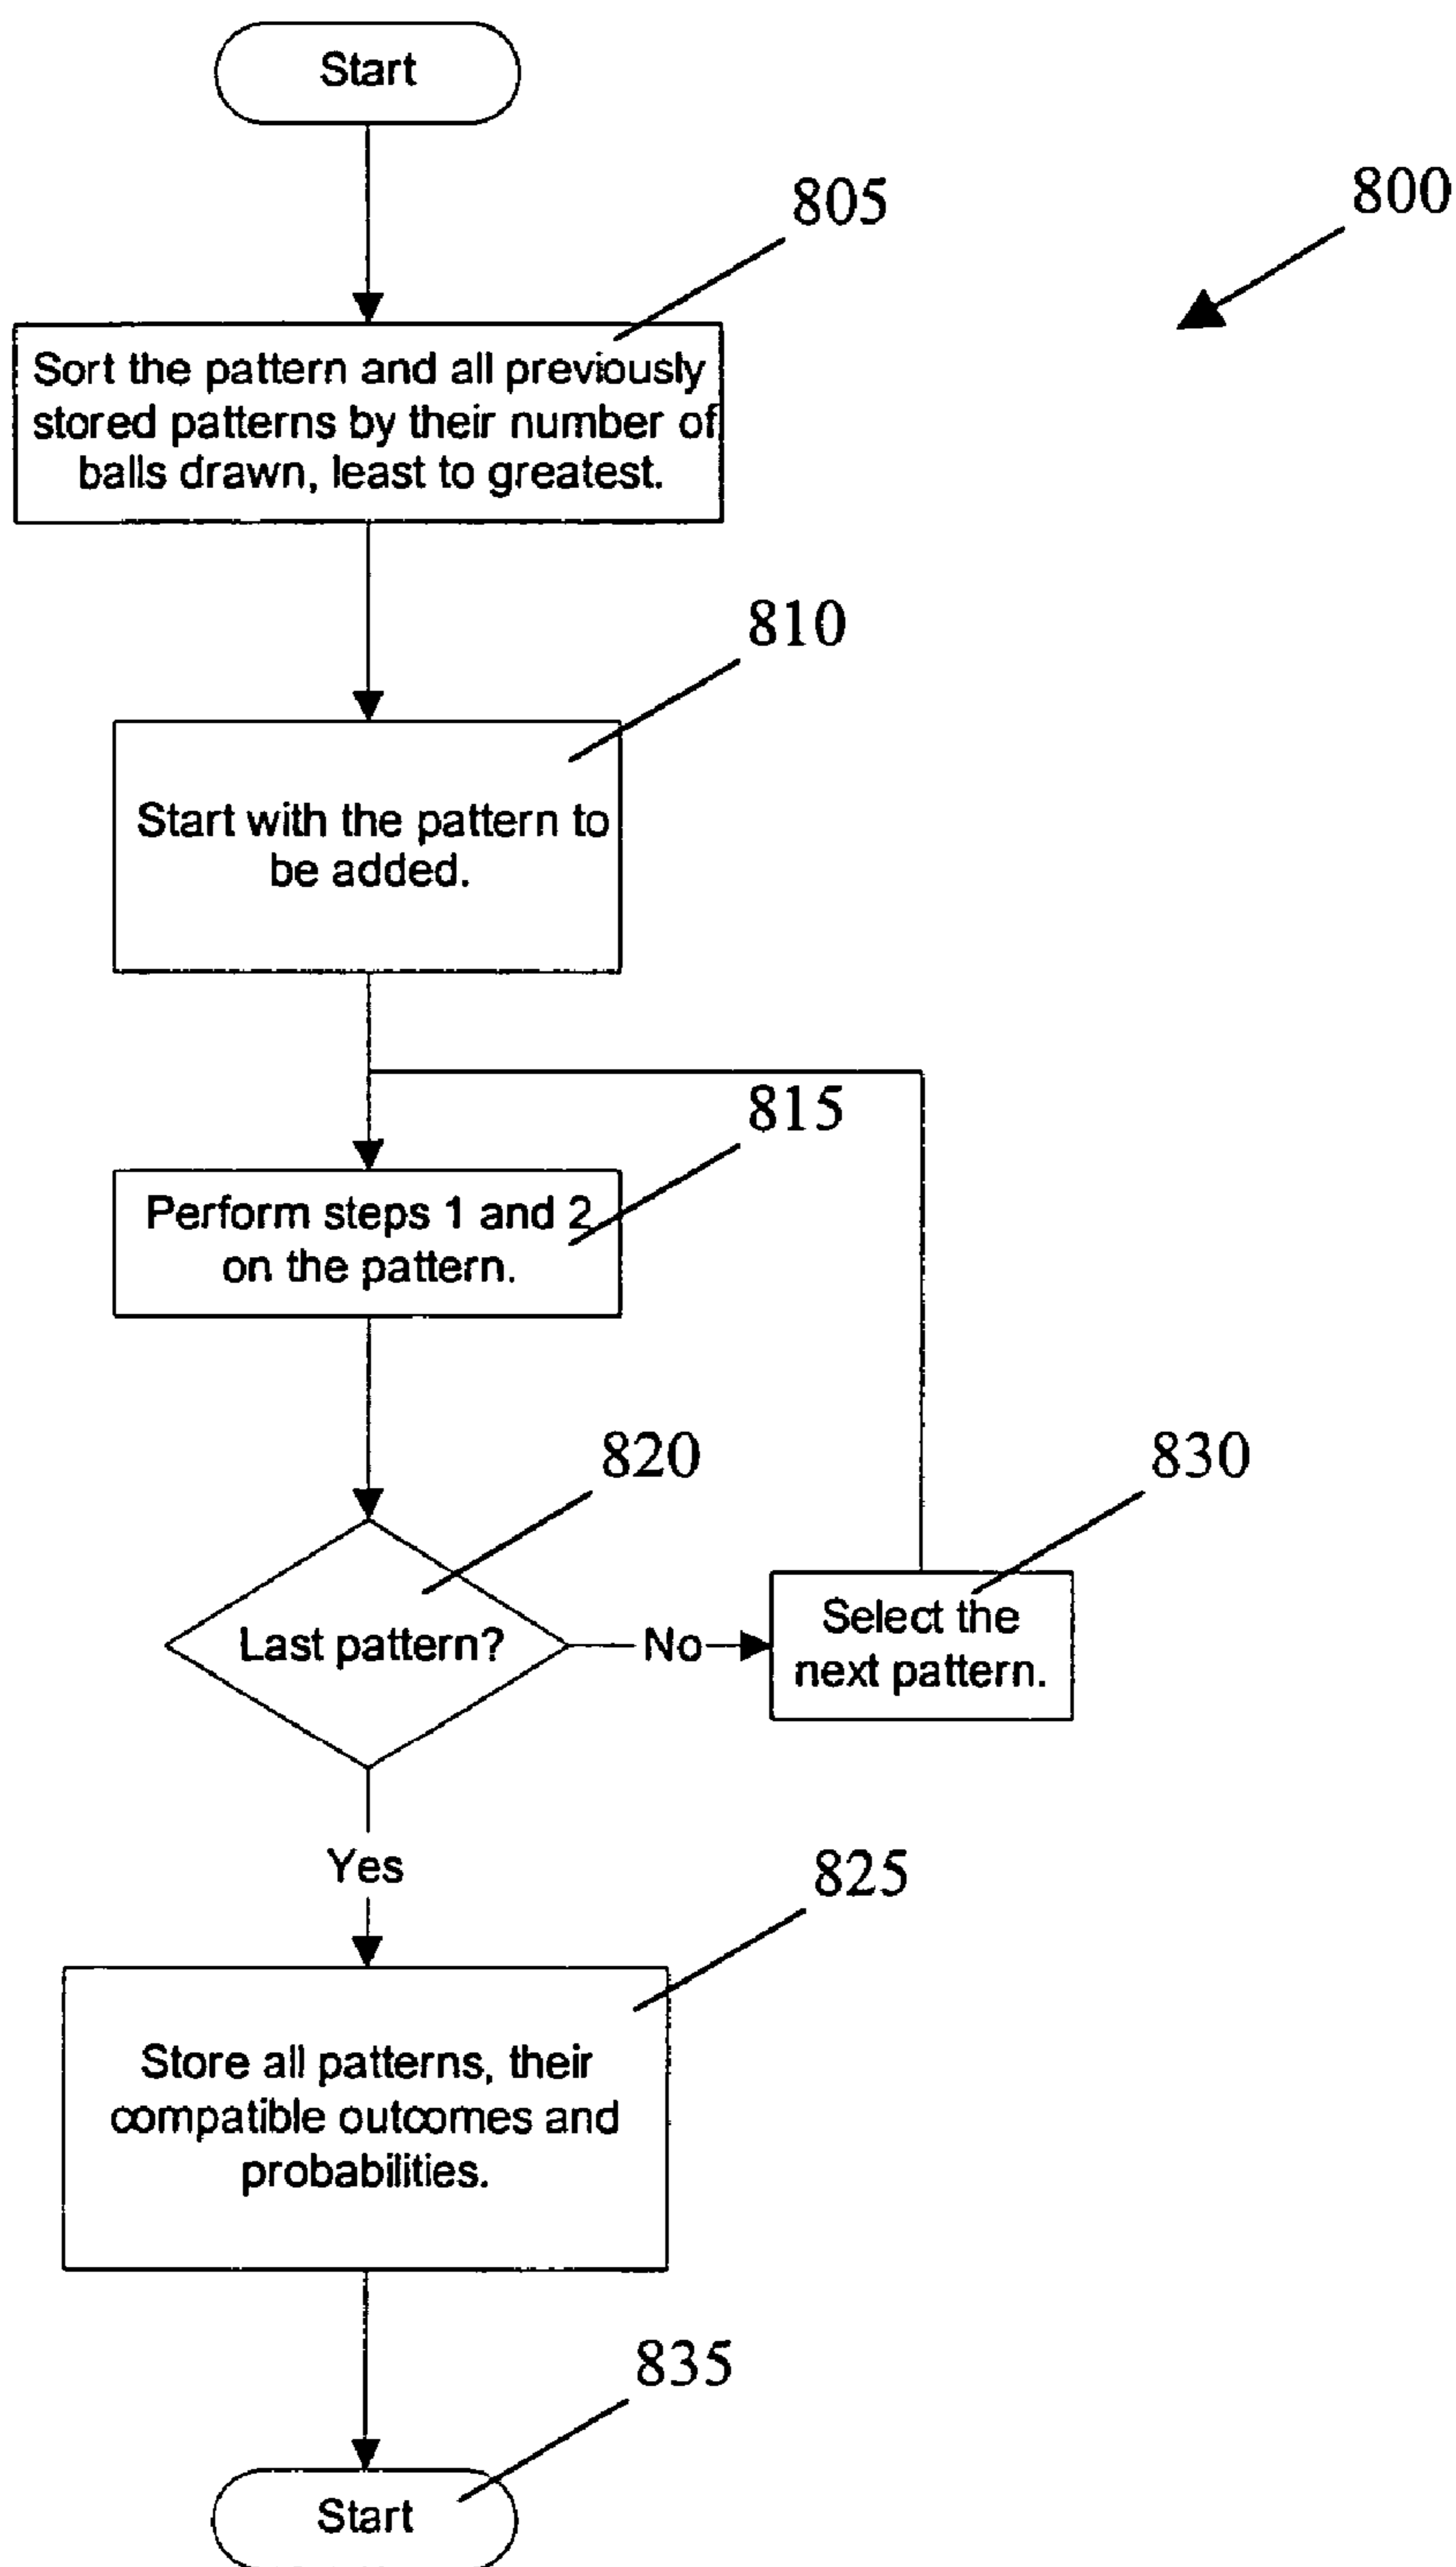 Start
805
800
Sort the pattern and all previously
stored patterns by their number of
balls drawn, least to greatest.
810
Start with the pattern to
be added.
815
Perform steps 1 and 2
on the pattern.
820
830
Last pattern?
No
Select the
next pattern.
Yes
825
Store all patterns, their
compatible outcomes and
probabilities.
835
Start